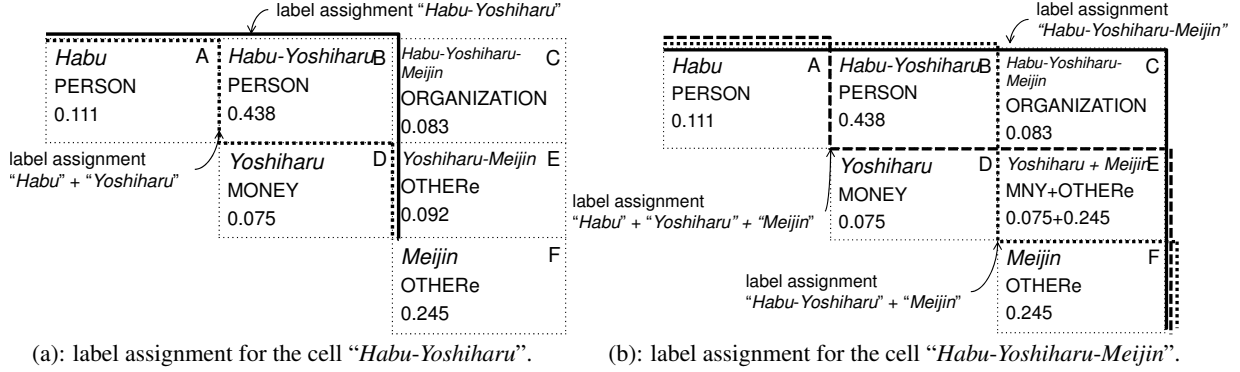 label assighment “Habu-Yoshiharu”
Habu A
PERSON
0.111
Habu-Yoshiharu B
PERSON
0.438
Habu-Yoshiharu-
Meijin C
ORGANIZATION
0.083
label assignment
“Habu” + “Yoshiharu”
Yoshiharu D
MONEY
0.075
Yoshiharu-Meijin E
OTHERe
0.092
Meijin F
OTHERe
0.245
(a): label assignment for the cell “Habu-Yoshiharu”.
label assignment
“Habu-Yoshiharu-Meijin”
Habu A
PERSON
0.111
Habu-Yoshiharu B
PERSON
0.438
Habu-Yoshiharu-
Meijin C
ORGANIZATION
0.083
Yoshiharu D
MONEY
0.075
Yoshiharu + Meijin E
MNY+OTHERe
0.075+0.245
label assignment
“Habu” + “Yoshiharu” + “Meijin”
Meijin F
OTHERe
0.245
label assignment
“Habu-Yoshiharu” + “Meijin”
(b): label assignment for the cell “Habu-Yoshiharu-Meijin”.